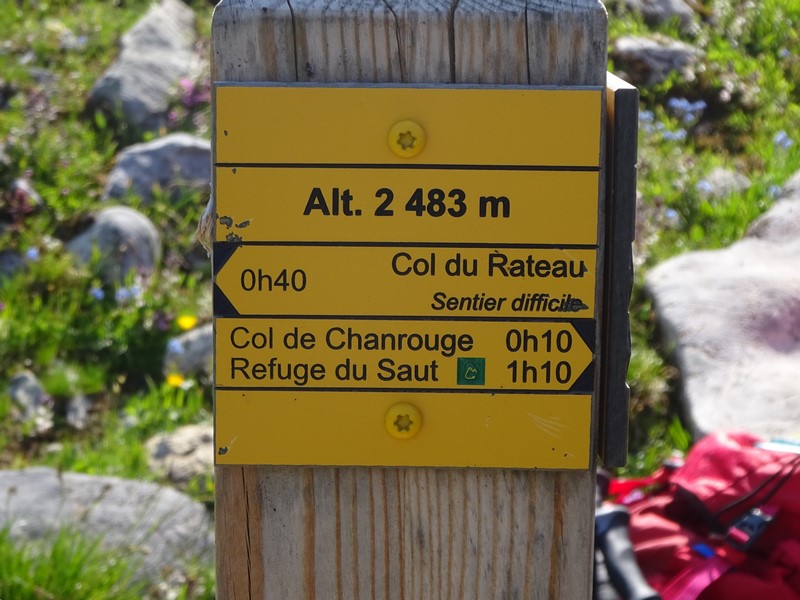 Alt. 2 483 m
0h40 Col du Rateau
Sentier difficile
Col de Chanrouge 0h10
Refuge du Saut 1h10